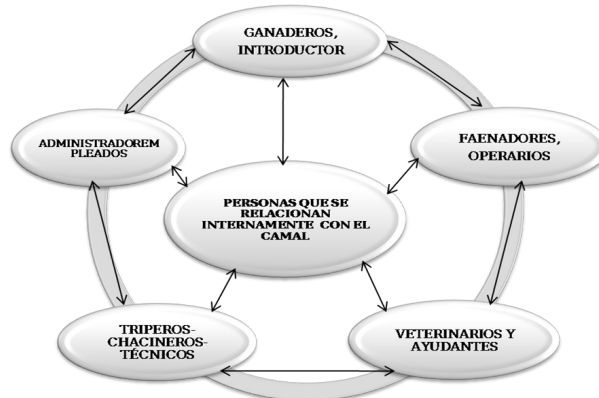 GANADEROS,
INTRODUCTOR
ADMINISTRADOREM
PLEADOS
FAENADORES,
OPERARIOS
PERSONAS QUE SE
RELACIONAN
INTERNAMENTE CON EL
CAMAL
TRIPEROS-
CHACINEROS-
TÉCNICOS
VETERINARIOS Y
AYUDANTES